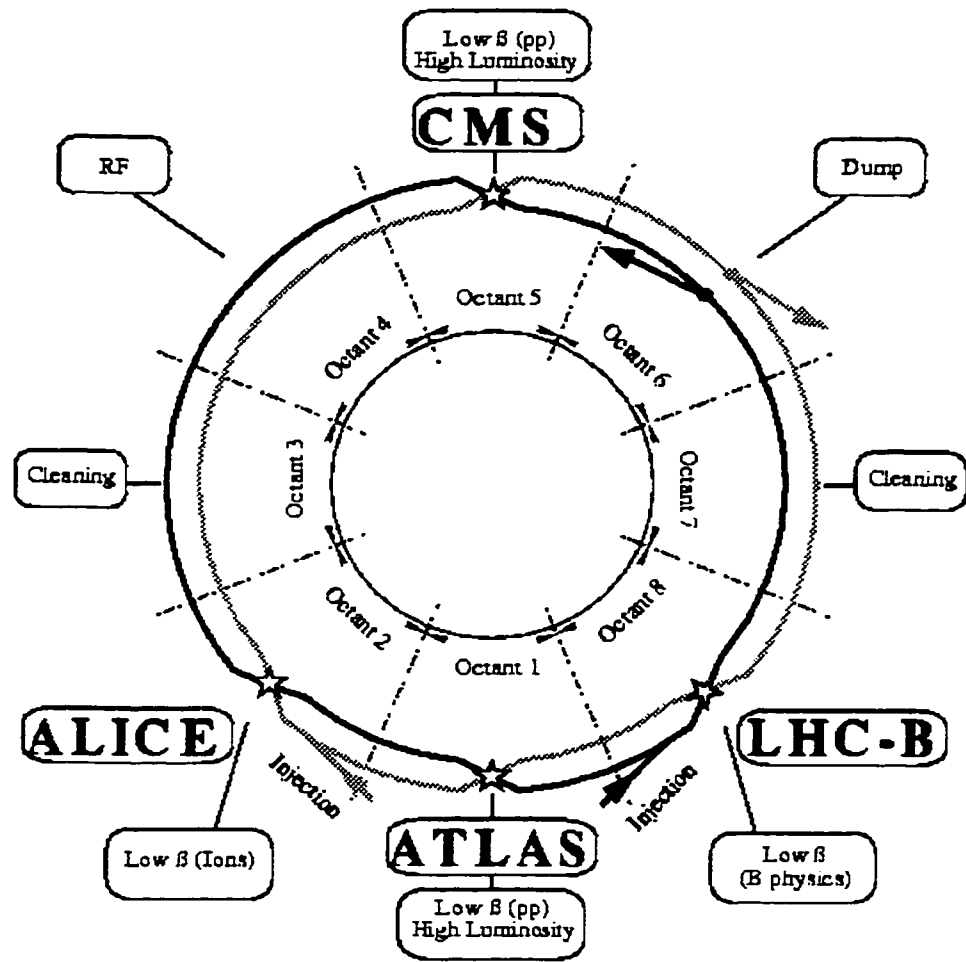 Low ß (pp)
High Luminosity
CMS
RF
Dump
Octant 5
Octant 4
Octant 6
Cleaning
Octant 3
Octant 7
Cleaning
Octant 2
Octant 8
Octant 1
ALICE
LHC-B
Injection
Injection
ATLAS
Low ß (Ions)
Low ß
(B physics)
Low ß (pp)
High Luminosity